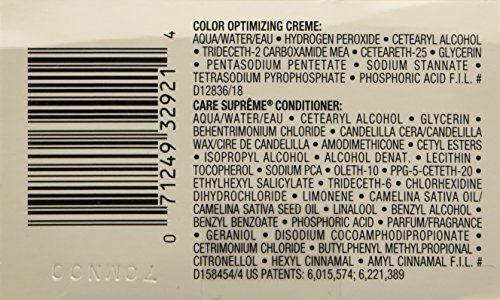 COLOR OPTIMIZING CREME:
AQUA/WATER/EAU • HYDROGEN PEROXIDE • CETEARYL ALCOHOL
• TRIDECETH-2 CARBOXAMIDE MEA • CETEARETH-25 • GLYCERIN
• PENTASODIUM PENTETATE • SODIUM STANNATE •
TETRASODIUM PYROPHOSPHATE • PHOSPHORIC ACID F.I.L. #
D12836/18
CARE SUPRÊME® CONDITIONER:
AQUA/WATER/EAU • CETEARYL ALCOHOL • GLYCERIN •
BEHENTRIMONIUM CHLORIDE • CANDELILLA CERA/CANDELILLA
WAX/CIRE DE CANDELILLA • AMODIMETHICONE • CETYL ESTERS
• ISOPROPYL ALCOHOL • ALCOHOL DENAT. • LECITHIN •
TOCOPHEROL • SODIUM PCA • OLETH-10 • PPG-5-CETETH-20 •
ETHYLHEXYL SALICYLATE • TRIDECETH-6 • CHLORHEXIDINE
DIHYDROCHLORIDE • LIMONENE • CAMELINA SATIVA OIL/
CAMELINA SATIVA SEED OIL • LINALOOL • BENZYL ALCOHOL •
BENZYL BENZOATE • PHOSPHORIC ACID • PARFUM/FRAGRANCE
• GERANIOL • DISODIUM COCOAMPHODIPROPIONATE •
CETRIMONIUM CHLORIDE • BUTYLPHENYL METHYLPROPIONAL •
CITRONELLOL • HEXYL CINNAMAL • AMYL CINNAMAL F.I.L. #
D158454/4 US PATENTS: 6,015,574; 6,221,389
0 71249 32921 4